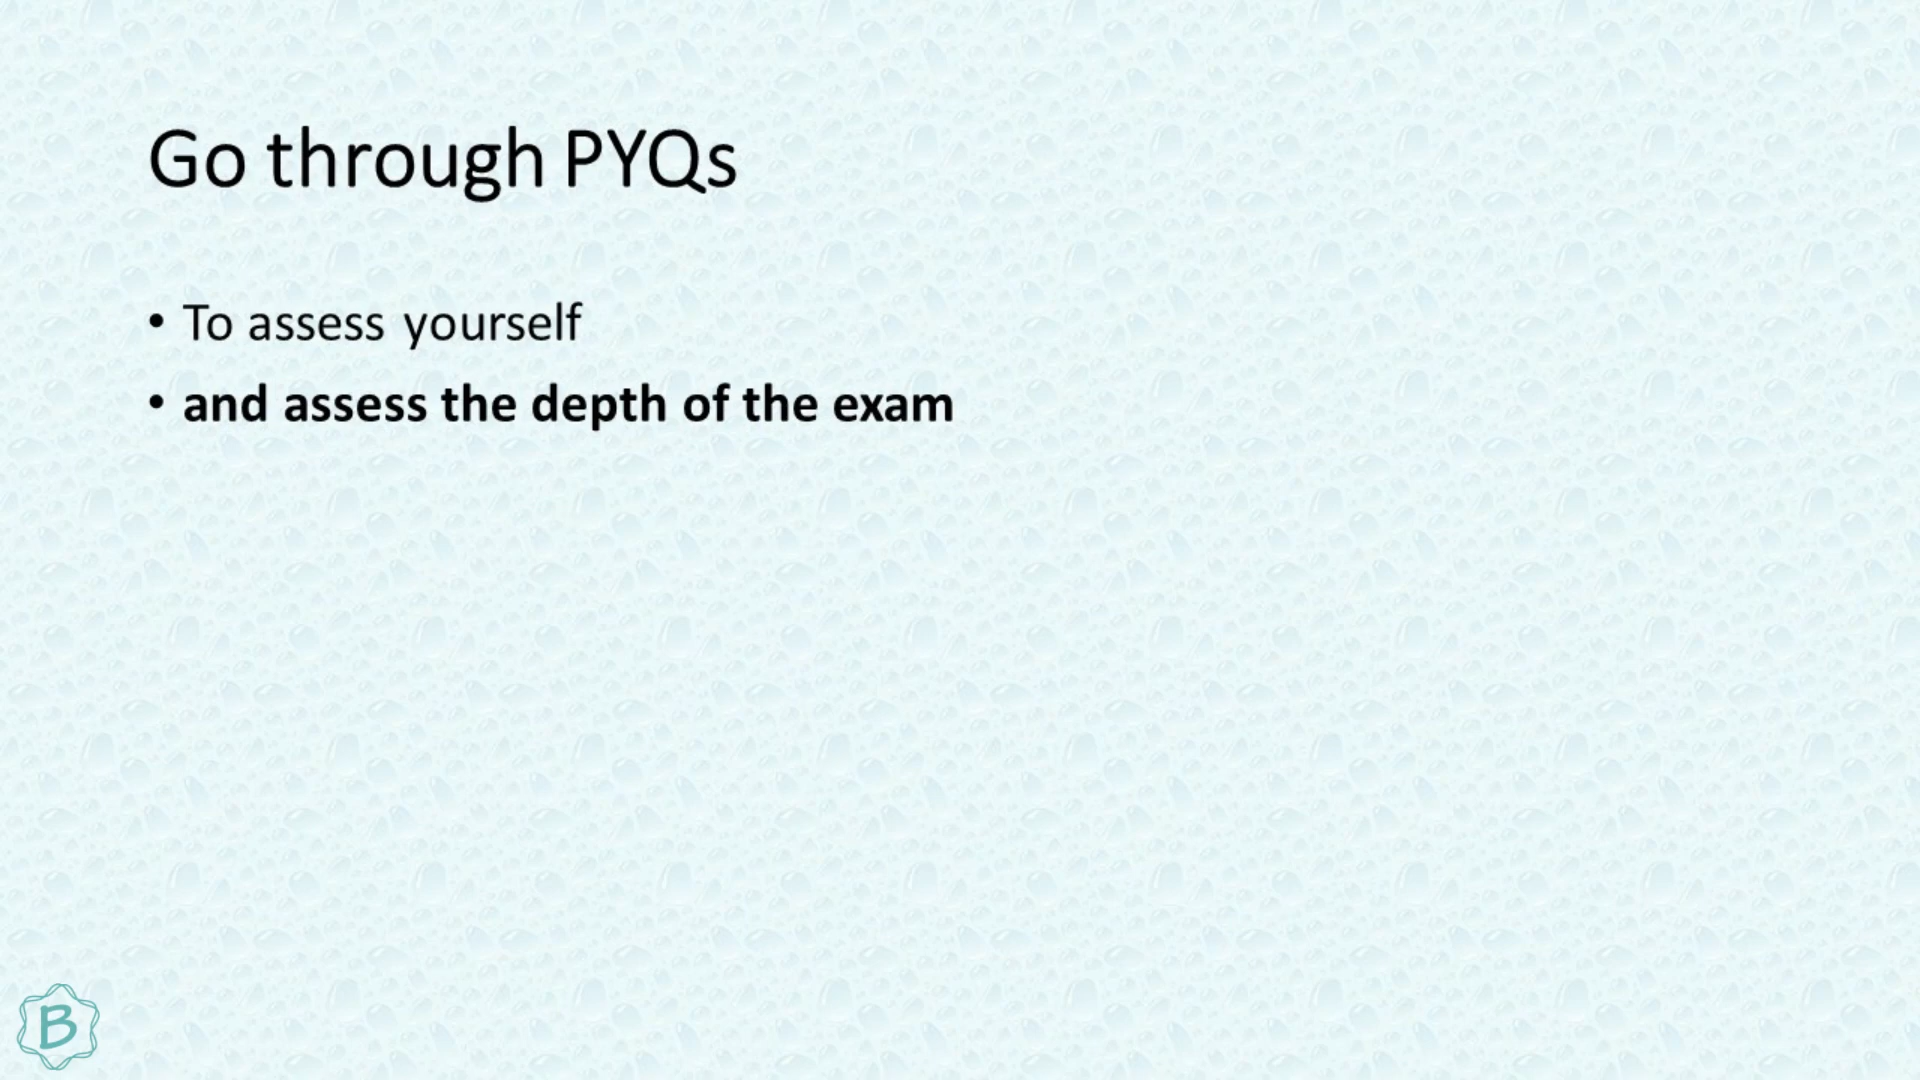 Go through PYQs
• To assess yourself
• and assess the depth of the exam
B